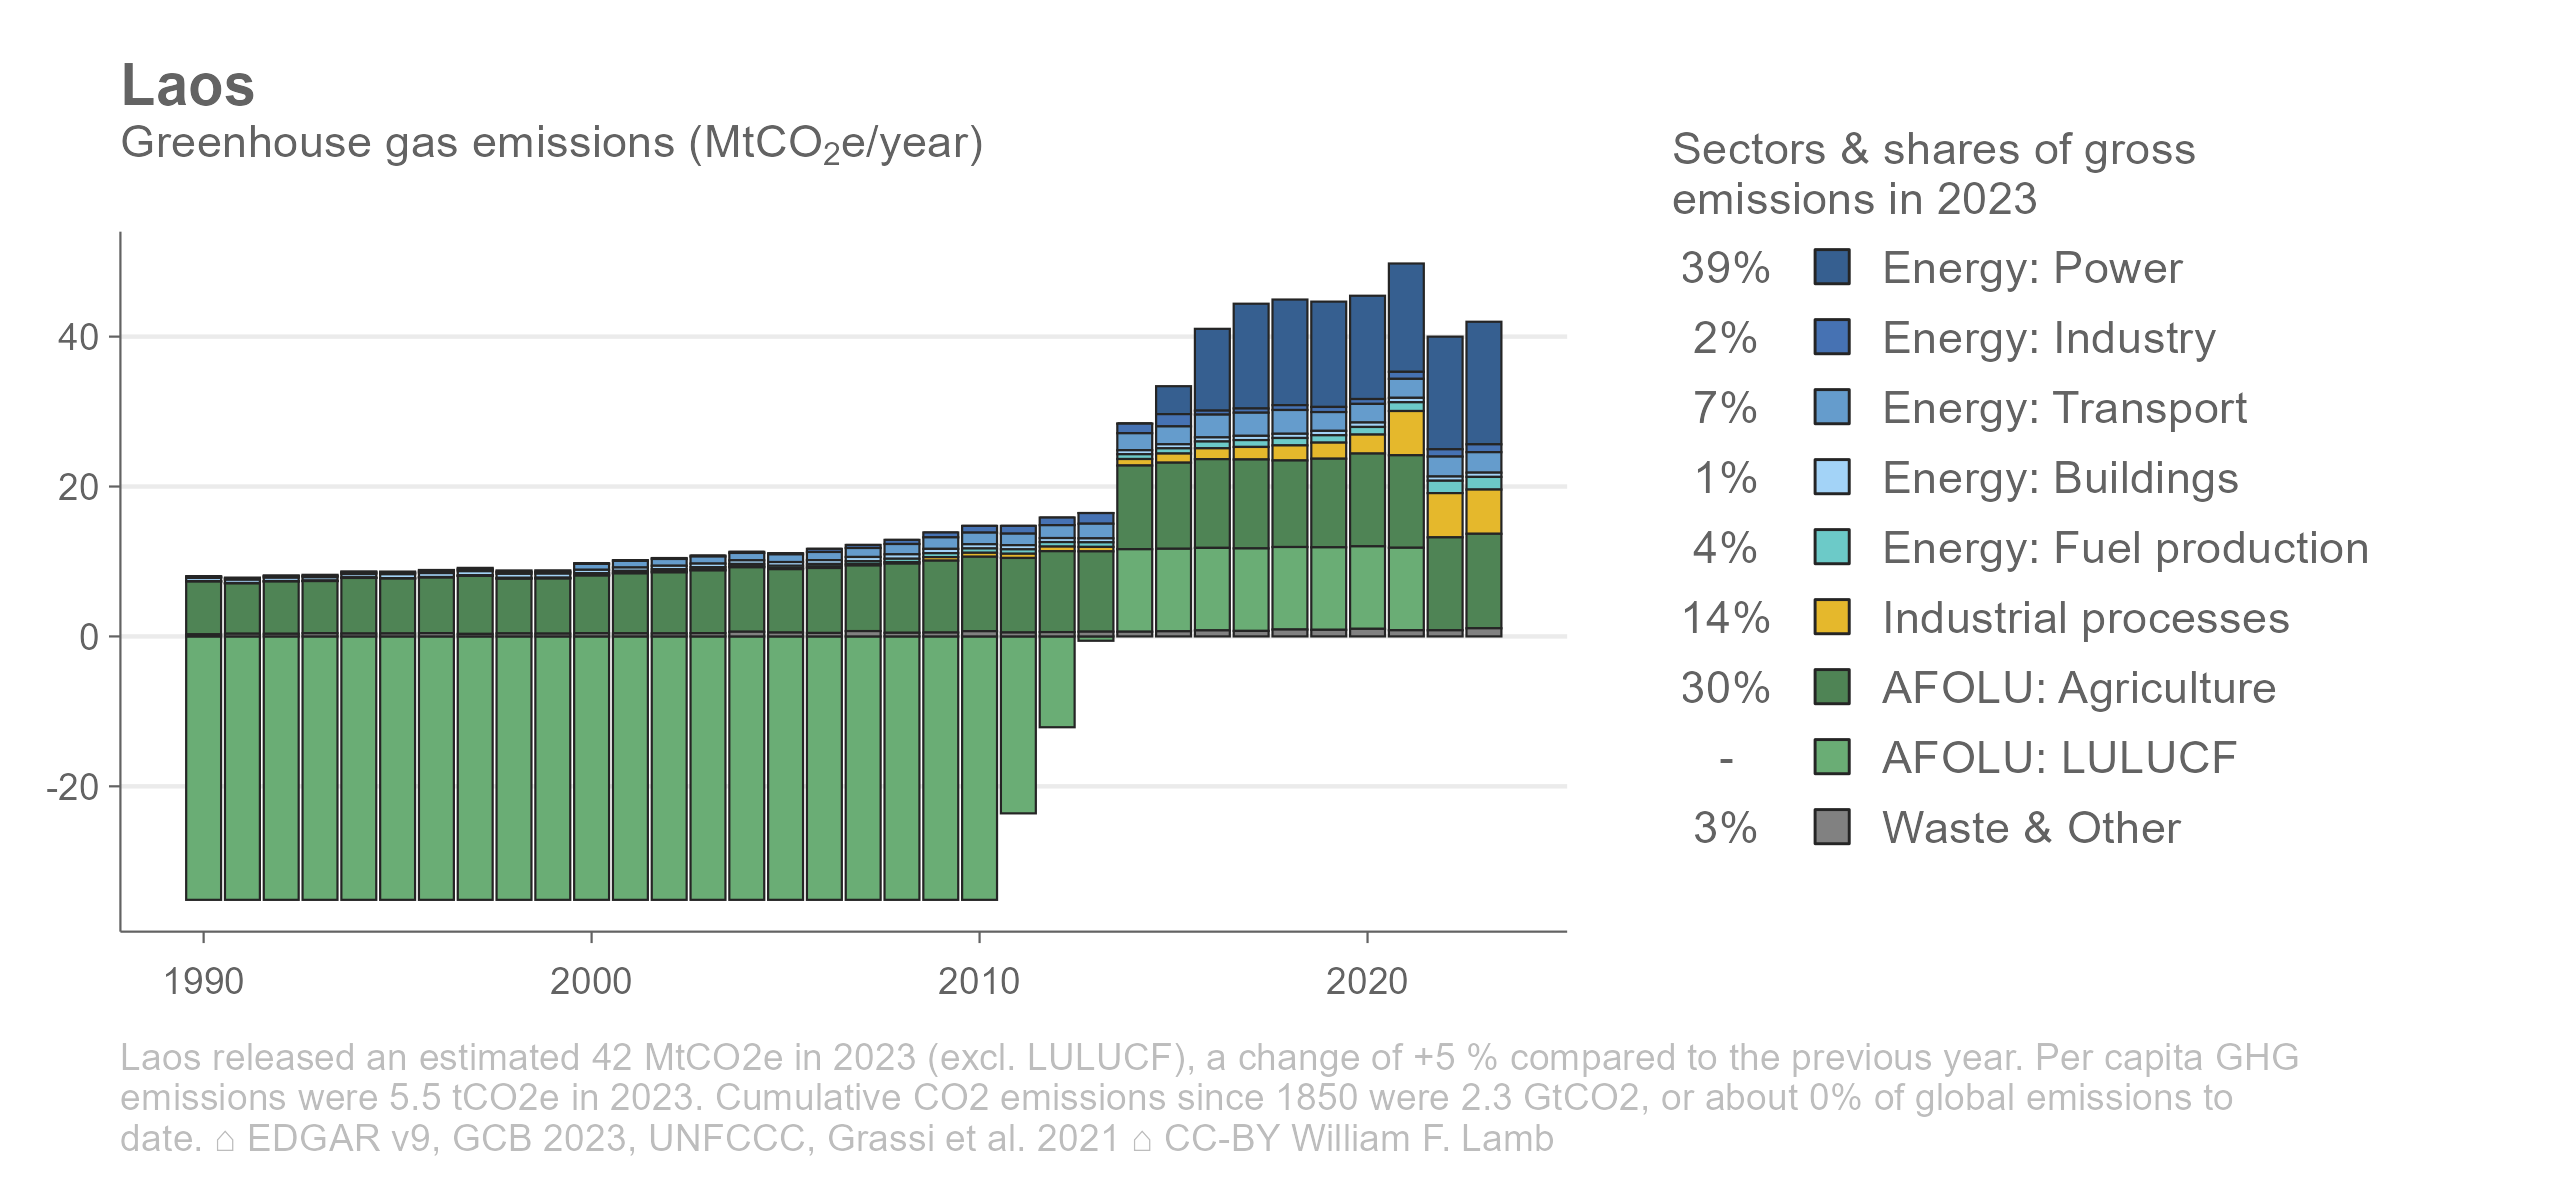 Laos
Greenhouse gas emissions (MtCO₂e/year)
Sectors & shares of gross
emissions in 2023
39% Energy: Power
2% Energy: Industry
7% Energy: Transport
1% Energy: Buildings
4% Energy: Fuel production
14% Industrial processes
30% AFOLU: Agriculture
- AFOLU: LULUCF
3% Waste & Other
40
20
0
-20
1990 2000 2010 2020
Laos released an estimated 42 MtCO2e in 2023 (excl. LULUCF), a change of +5 % compared to the previous year. Per capita GHG
emissions were 5.5 tCO2e in 2023. Cumulative CO2 emissions since 1850 were 2.3 GtCO2, or about 0% of global emissions to
date. ⌂ EDGAR v9, GCB 2023, UNFCCC, Grassi et al. 2021 ⌂ CC-BY William F. Lamb